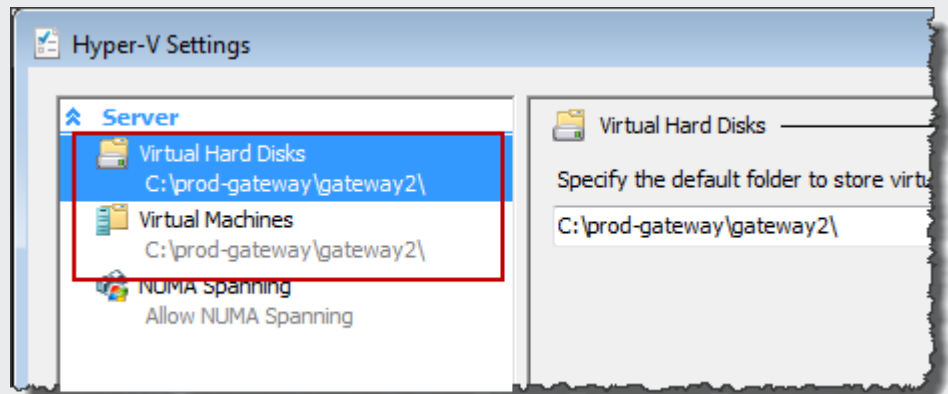 Hyper-V Settings
Server
Virtual Hard Disks
C:\prod-gateway\gateway2\
Virtual Machines
C:\prod-gateway\gateway2\
NUMA Spanning
Allow NUMA Spanning
Virtual Hard Disks
Specify the default folder to store
C:\prod-gateway\gateway2\